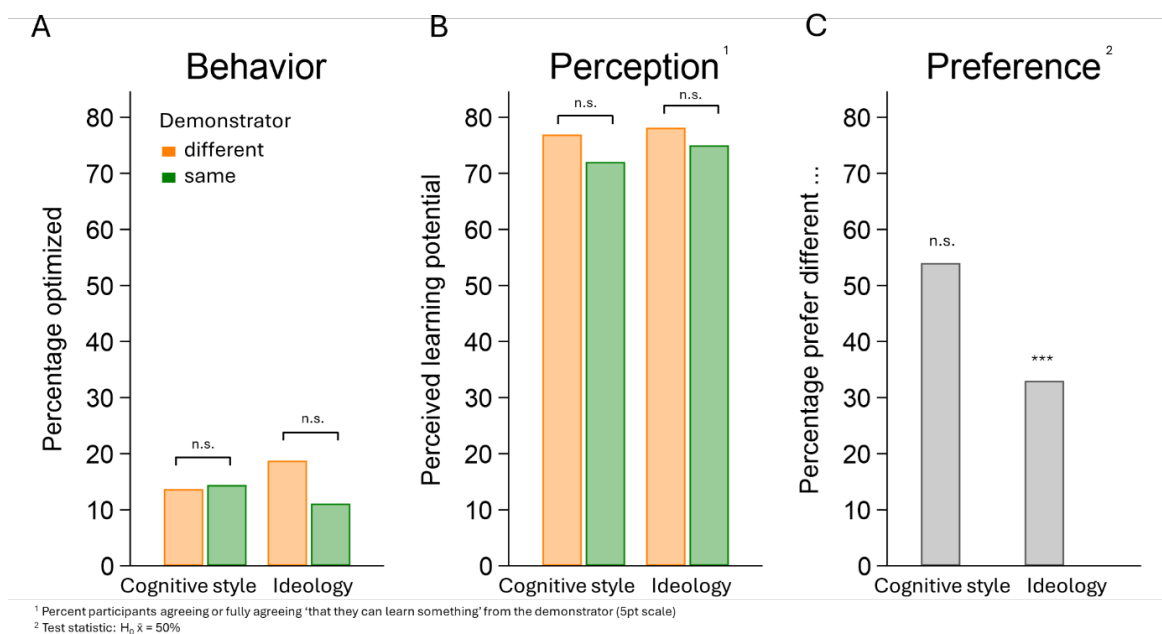 A
Behavior
Percentage optimized
80
70
60
50
40
30
20
10
0
Demonstrator
different
same
n.s.
n.s.
Cognitive style
Ideology
B
Perception ¹
Perceived learning potential
80
70
60
50
40
30
20
10
0
n.s.
n.s.
Cognitive style
Ideology
C
Preference ²
Percentage prefer different ...
80
70
60
50
40
30
20
10
0
n.s.
***
Cognitive style
Ideology
¹ Percent participants agreeing or fully agreeing ‘that they can learn something’ from the demonstrator (5pt scale)
² Test statistic: H₀ x̄ = 50%